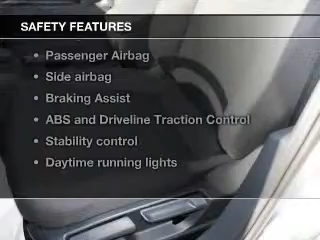 SAFETY FEATURES
• Passenger Airbag
• Side airbag
• Braking Assist
• ABS and Driveline Traction Control
• Stability control
• Daytime running lights